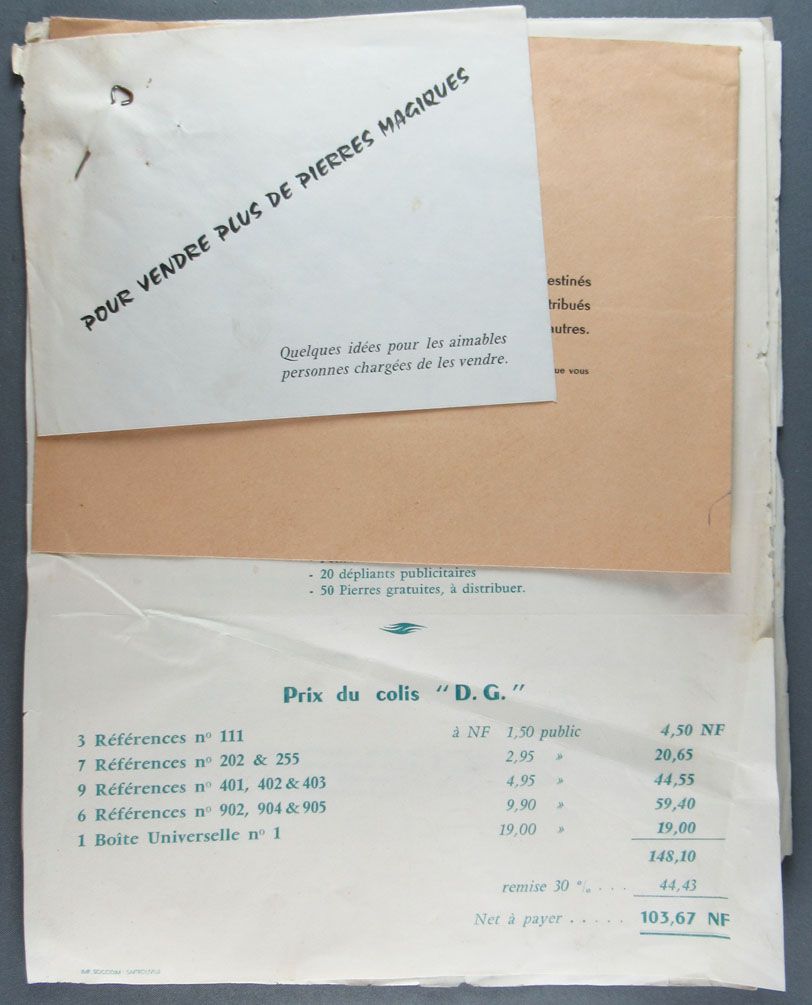 POUR VENDRE PLUS DE PIERRES MAGIQUES
Quelques idées pour les aimables
personnes chargées de les vendre.
estinés
tribués
autres.
ue vous
- 20 dépliants publicitaires
- 50 Pierres gratuites, à distribuer.
Prix du colis "D. G."
3 Références nº 111 à NF 1,50 public 4,50 NF
7 Références nº 202 & 255 2,95 » 20,65
9 Références nº 401, 402 & 403 4,95 » 44,55
6 Références nº 902, 904 & 905 9,90 » 59,40
1 Boîte Universelle nº 1 19,00 » 19,00
148,10
remise 30 % . . . 44,43
Net à payer . . . . . 103,67 NF